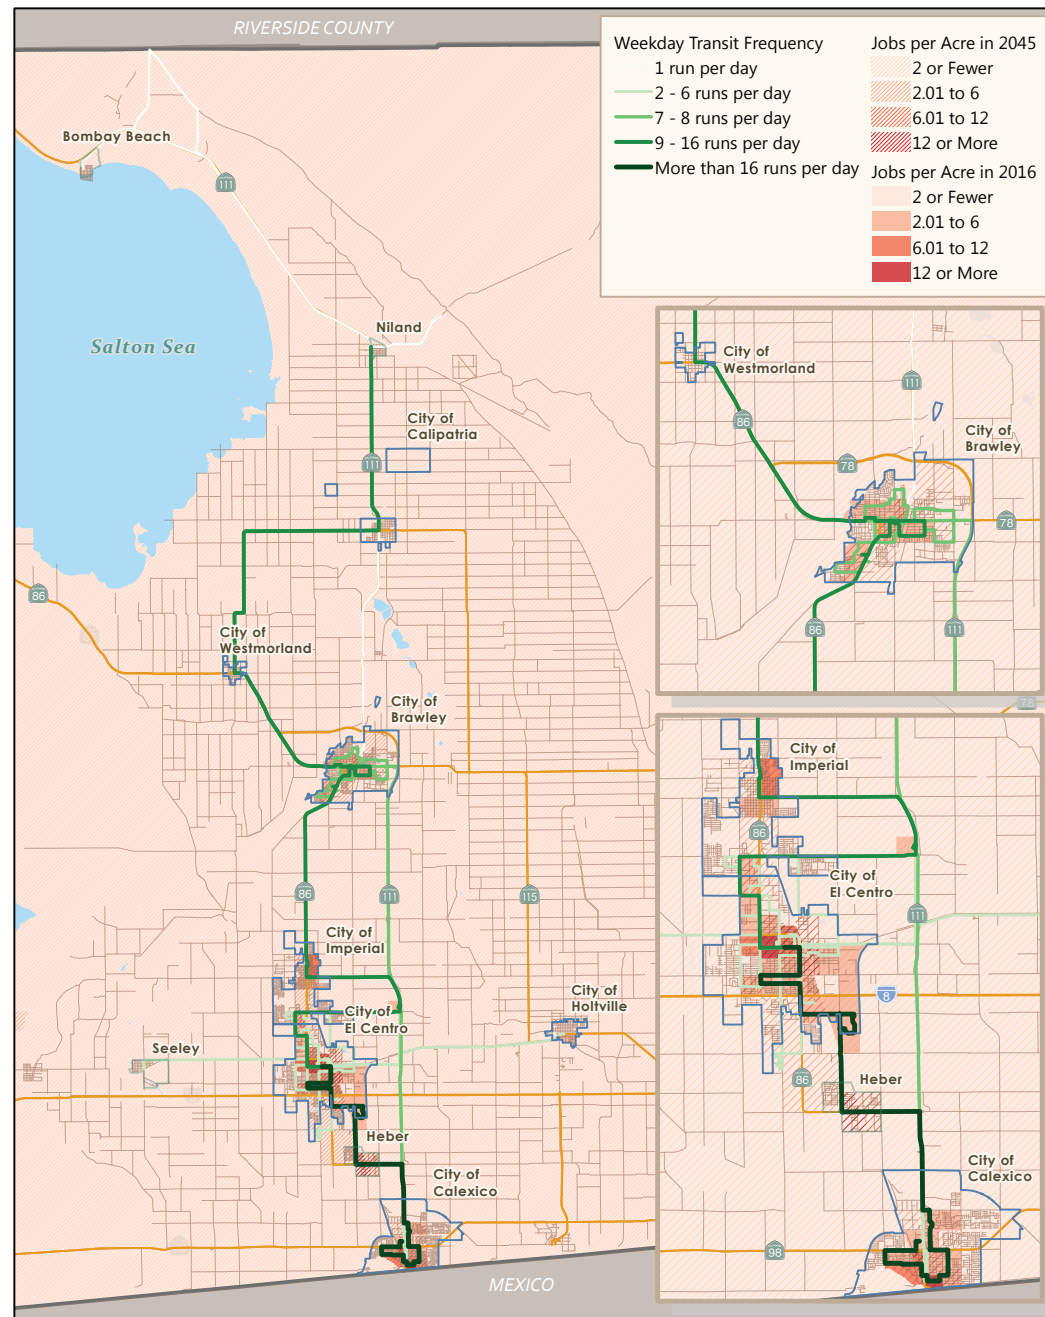 RIVERSIDE COUNTY
Weekday Transit Frequency
1 run per day
2 - 6 runs per day
7 - 8 runs per day
9 - 16 runs per day
More than 16 runs per day
Jobs per Acre in 2045
2 or Fewer
2.01 to 6
6.01 to 12
12 or More
Jobs per Acre in 2016
2 or Fewer
2.01 to 6
6.01 to 12
12 or More
Bombay Beach
111
Salton Sea
Niland
City of
Calipatria
111
86
City of
Westmorland
City of
Brawley
86
111
115
City of
Imperial
City of
El Centro
City of
Holtville
Seeley
Heber
City of
Calexico
MEXICO
City of
Westmorland
111
86
City of
Brawley
78
78
86
111
78
City of
Imperial
86
City of
El Centro
111
8
86
Heber
City of
Calexico
98